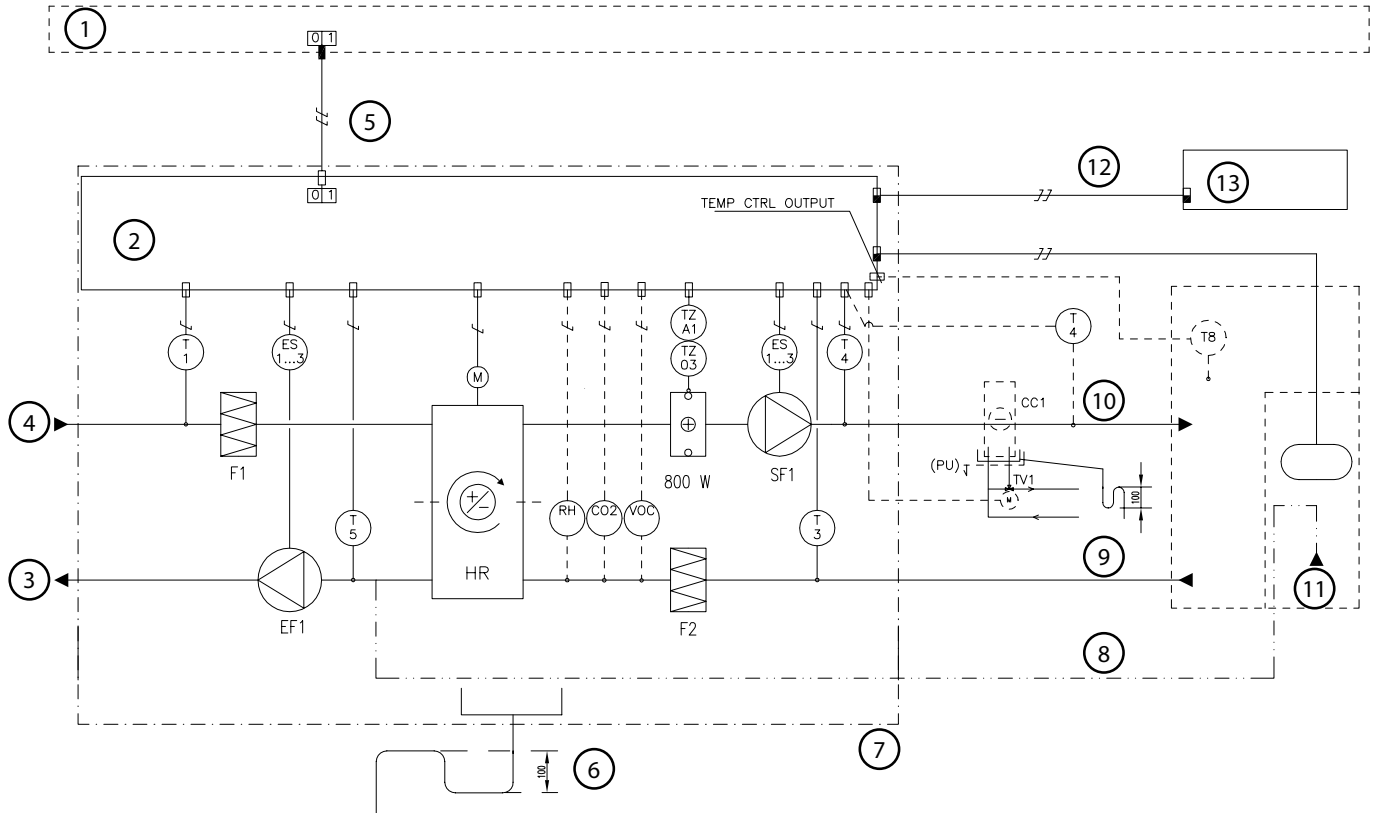 1
0 1
5
12
13
0 1
TEMP CTRL OUTPUT
2
T
1
ES
1...3
TZ
A1
TZ
03
ES
1...3
T
4
T
4
T8
M
CC1
10
4
F1
800 W
SF1
(PU)
TV1
M
100
RH
CO2
VOC
T
5
T
3
+/-
HR
9
3
11
EF1
F2
8
7
100
6